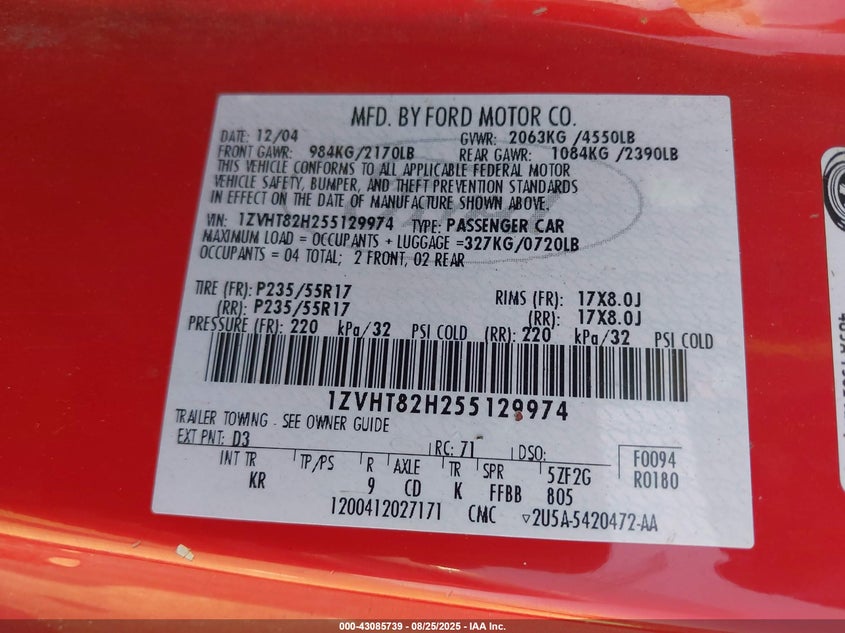 MFD. BY FORD MOTOR CO.
DATE: 12/04 GVWR: 2063KG /4550LB
FRONT GAWR: 984KG/2170LB REAR GAWR: 1084KG /2390LB
THIS VEHICLE CONFORMS TO ALL APPLICABLE FEDERAL MOTOR
VEHICLE SAFETY, BUMPER, AND THEFT PREVENTION STANDARDS
IN EFFECT ON THE DATE OF MANUFACTURE SHOWN ABOVE.
VIN: 1ZVHT82H255129974 TYPE: PASSENGER CAR
MAXIMUM LOAD = OCCUPANTS + LUGGAGE =327KG/0720LB
OCCUPANTS = 04 TOTAL; 2 FRONT, 02 REAR
TIRE (FR): P235/55R17 RIMS (FR): 17X8.0J
(RR): P235/55R17 (RR): 17X8.0J
PRESSURE (FR): 220 kPa/32 PSI COLD (RR): 220 kPa/32 PSI COLD
1ZVHT82H255129974
TRAILER TOWING - SEE OWNER GUIDE
EXT PNT: D3 RC: 71 DSO: F0094
INT TR TP/PS R AXLE TR SPR 5ZF2G R0180
KR 9 CD K FFBB 805
1200412027171 CMC ▽2U5A-5420472-AA
000-43085739 - 08/25/2025 - IAA Inc.